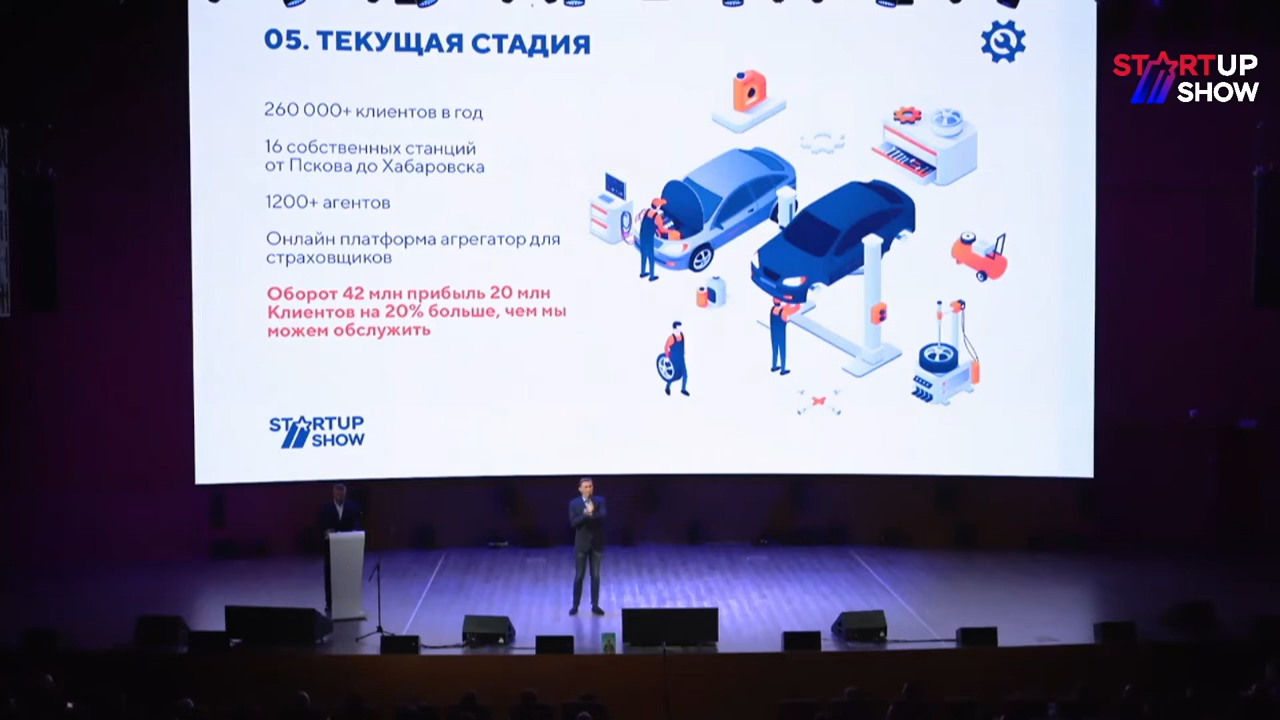 05. ТЕКУЩАЯ СТАДИЯ
260 000+ клиентов в год
16 собственных станций
от Пскова до Хабаровска
1200+ агентов
Онлайн платформа агрегатор для
страховщиков
Оборот 42 млн прибыль 20 млн
Клиентов на 20% больше, чем мы
можем обслужить
STARTUP
SHOW
STARTUP
SHOW